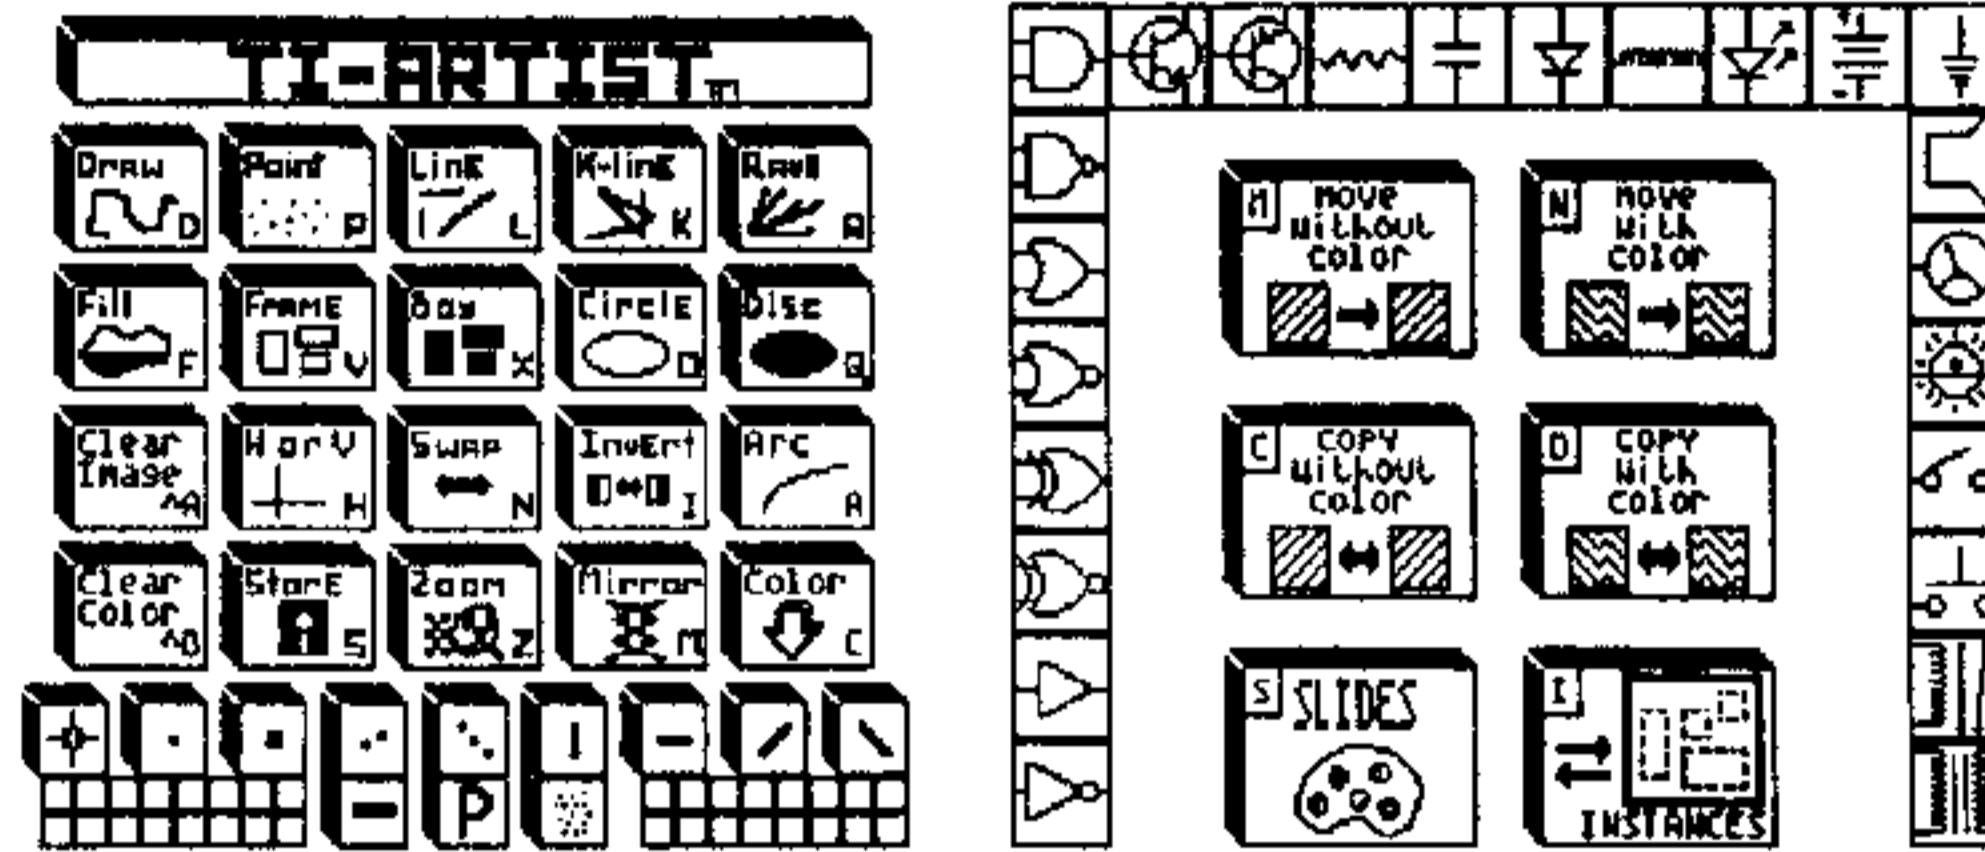 TI-ARTIST
Draw D
Point P
Line L
K-line K
Rays R
Fill F
Frame V
Box X
Circle O
Disc Q
Clear
Image
^A
H or V H
Swap N
Invert I
Arc A
Clear
Color
^B
Store S
Zoom Z
Mirror M
Color C
P
M
Move
Without
color
N
Move
With
color
C
COPY
Without
color
D
COPY
With
color
S
SLIDES
I
INSTANCES